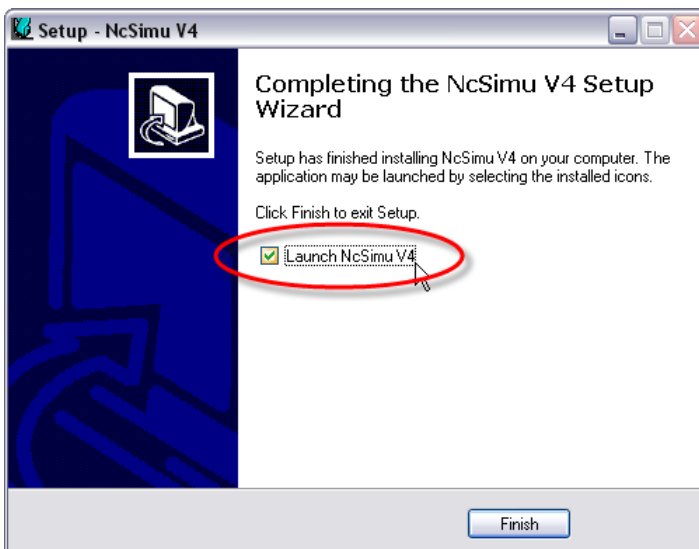 Setup - NcSimu V4
Completing the NcSimu V4 Setup
Wizard
Setup has finished installing NcSimu V4 on your computer. The
application may be launched by selecting the installed icons.
Click Finish to exit Setup.
Launch NcSimu V4
Finish